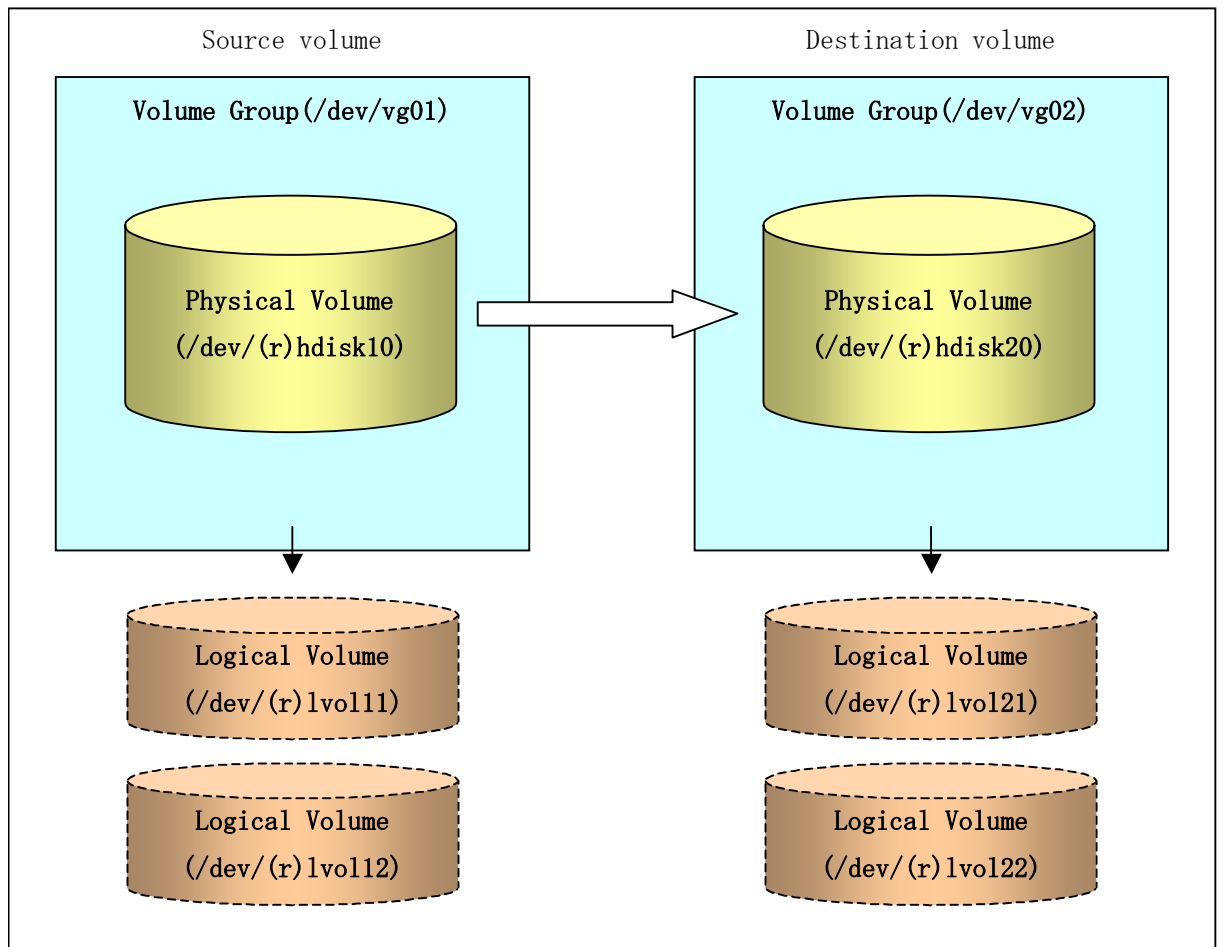 Source volume
Destination volume
Volume Group(/dev/vg01)
Volume Group(/dev/vg02)
Physical Volume
(/dev/(r)hdisk10)
Physical Volume
(/dev/(r)hdisk20)
Logical Volume
(/dev/(r)lvol11)
Logical Volume
(/dev/(r)lvol21)
Logical Volume
(/dev/(r)lvol12)
Logical Volume
(/dev/(r)lvol22)